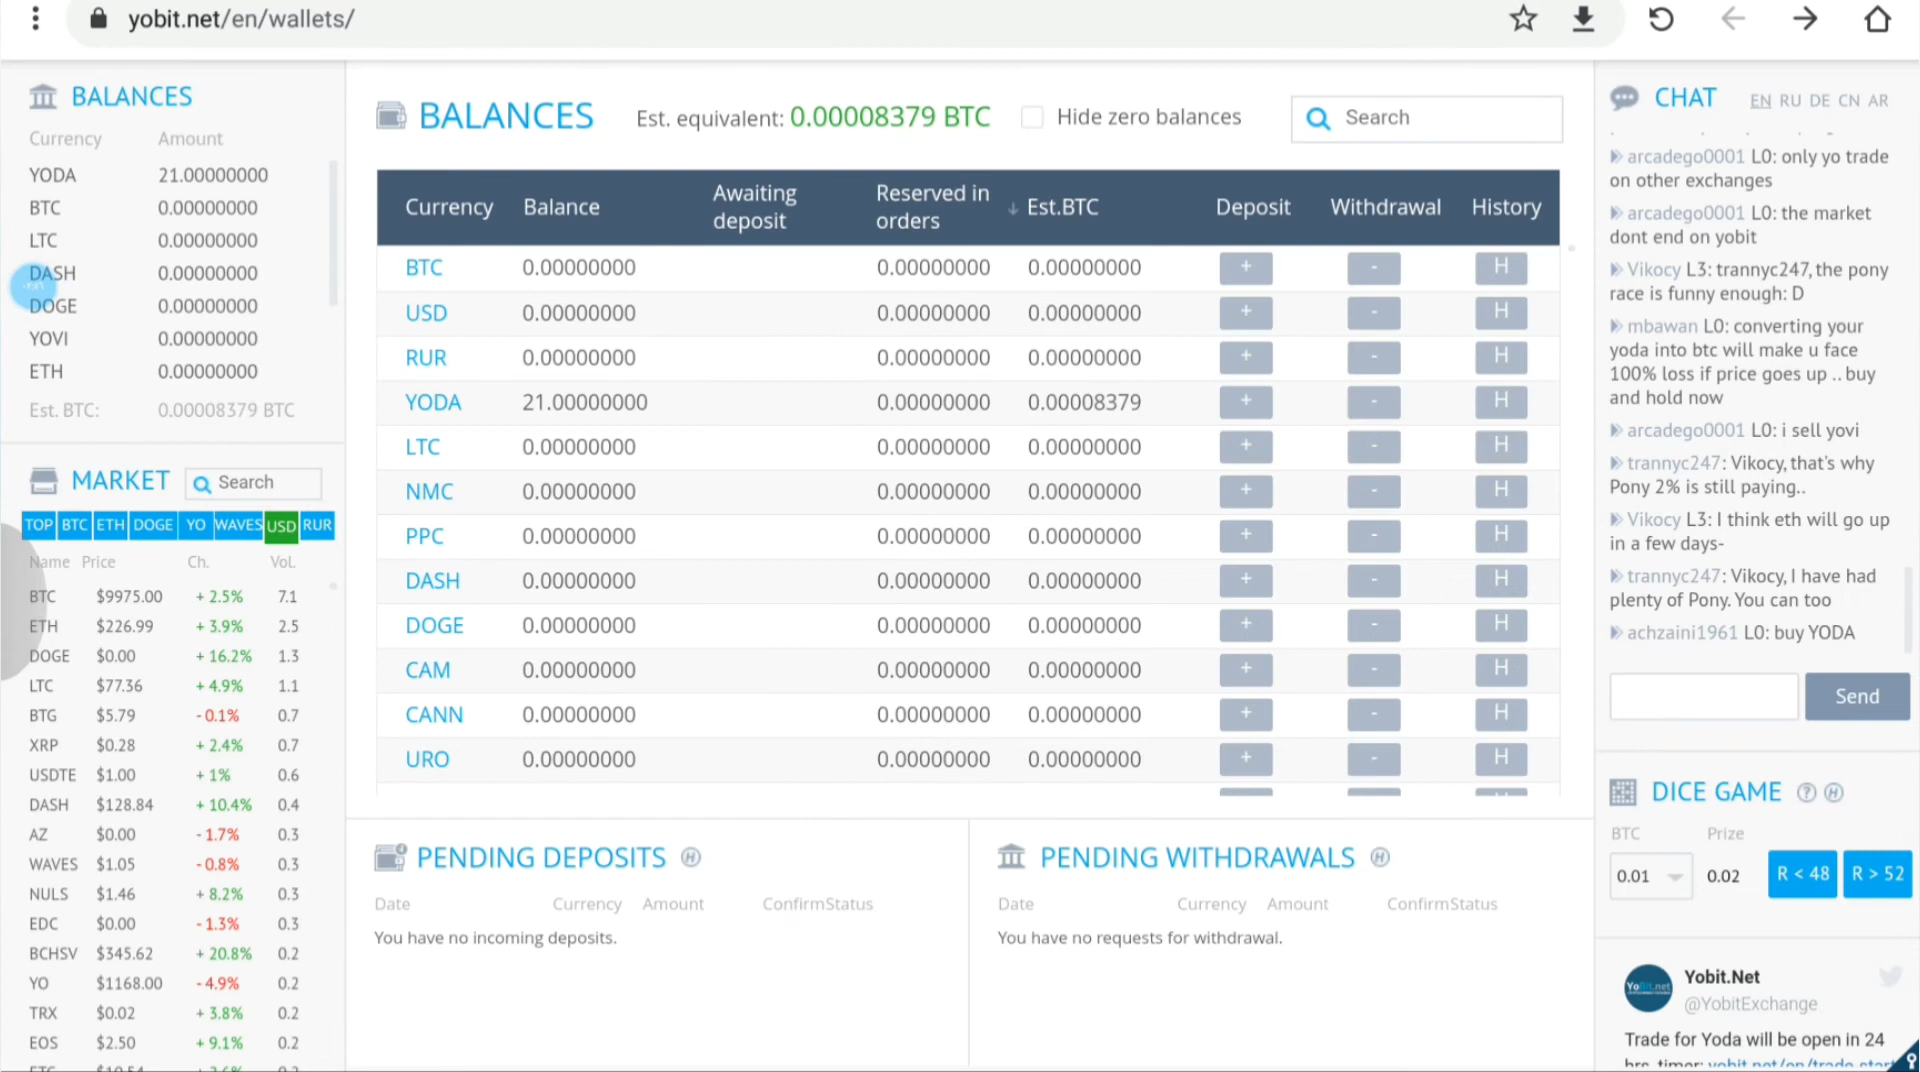 yobit.net/en/wallets/
BALANCES
Currency Amount
YODA 21.00000000
BTC 0.00000000
LTC 0.00000000
DASH 0.00000000
DOGE 0.00000000
YOVI 0.00000000
ETH 0.00000000
Est. BTC: 0.00008379 BTC
MARKET Search
TOP BTC ETH DOGE YO WAVES USD RUR
Name Price Ch. Vol.
BTC $9975.00 + 2.5% 7.1
ETH $226.99 + 3.9% 2.5
DOGE $0.00 + 16.2% 1.3
LTC $77.36 + 4.9% 1.1
BTG $5.79 - 0.1% 0.7
XRP $0.28 + 2.4% 0.7
USDTE $1.00 + 1% 0.6
DASH $128.84 + 10.4% 0.4
AZ $0.00 - 1.7% 0.3
WAVES $1.05 - 0.8% 0.3
NULS $1.46 + 8.2% 0.3
EDC $0.00 - 1.3% 0.3
BCHSV $345.62 + 20.8% 0.2
YO $1168.00 - 4.9% 0.2
TRX $0.02 + 3.8% 0.2
EOS $2.50 + 9.1% 0.2
BALANCES Est. equivalent: 0.00008379 BTC Hide zero balances Search
Currency Balance Awaiting deposit Reserved in orders Est.BTC Deposit Withdrawal History
BTC 0.00000000 0.00000000 0.00000000 + - H
USD 0.00000000 0.00000000 0.00000000 + - H
RUR 0.00000000 0.00000000 0.00000000 + - H
YODA 21.00000000 0.00000000 0.00008379 + - H
LTC 0.00000000 0.00000000 0.00000000 + - H
NMC 0.00000000 0.00000000 0.00000000 + - H
PPC 0.00000000 0.00000000 0.00000000 + - H
DASH 0.00000000 0.00000000 0.00000000 + - H
DOGE 0.00000000 0.00000000 0.00000000 + - H
CAM 0.00000000 0.00000000 0.00000000 + - H
CANN 0.00000000 0.00000000 0.00000000 + - H
URO 0.00000000 0.00000000 0.00000000 + - H
PENDING DEPOSITS H
Date Currency Amount ConfirmStatus
You have no incoming deposits.
PENDING WITHDRAWALS H
Date Currency Amount ConfirmStatus
You have no requests for withdrawal.
CHAT EN RU DE CN AR
arcadego0001 L0: only yo trade
on other exchanges
arcadego0001 L0: the market
dont end on yobit
Vikocy L3: trannyc247, the pony
race is funny enough: D
mbawan L0: converting your
yoda into btc will make u face
100% loss if price goes up .. buy
and hold now
arcadego0001 L0: i sell yovi
trannyc247: Vikocy, that's why
Pony 2% is still paying..
Vikocy L3: I think eth will go up
in a few days-
trannyc247: Vikocy, I have had
plenty of Pony. You can too
achzaini1961 L0: buy YODA
Send
DICE GAME ? H
BTC Prize
0.01 0.02 R < 48 R > 52
Yobit.Net
@YobitExchange
Trade for Yoda will be open in 24